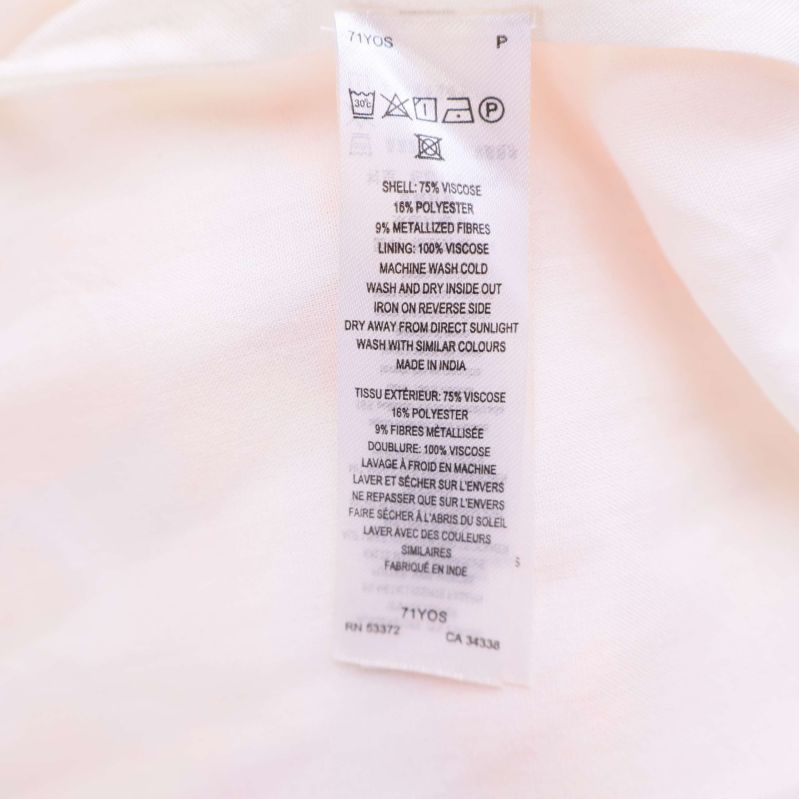 71YOS P
30°C 1 P
SHELL: 75% VISCOSE
16% POLYESTER
9% METALLIZED FIBRES
LINING: 100% VISCOSE
MACHINE WASH COLD
WASH AND DRY INSIDE OUT
IRON ON REVERSE SIDE
DRY AWAY FROM DIRECT SUNLIGHT
WASH WITH SIMILAR COLOURS
MADE IN INDIA
TISSU EXTÉRIEUR: 75% VISCOSE
16% POLYESTER
9% FIBRES MÉTALLISÉE
DOUBLURE: 100% VISCOSE
LAVAGE À FROID EN MACHINE
LAVER ET SÉCHER SUR L'ENVERS
NE REPASSER QUE SUR L'ENVERS
FAIRE SÉCHER À L'ABRIS DU SOLEIL
LAVER AVEC DES COULEURS
SIMILAIRES
FABRIQUÉ EN INDE
S
71YOS
RN 53372 CA 34338